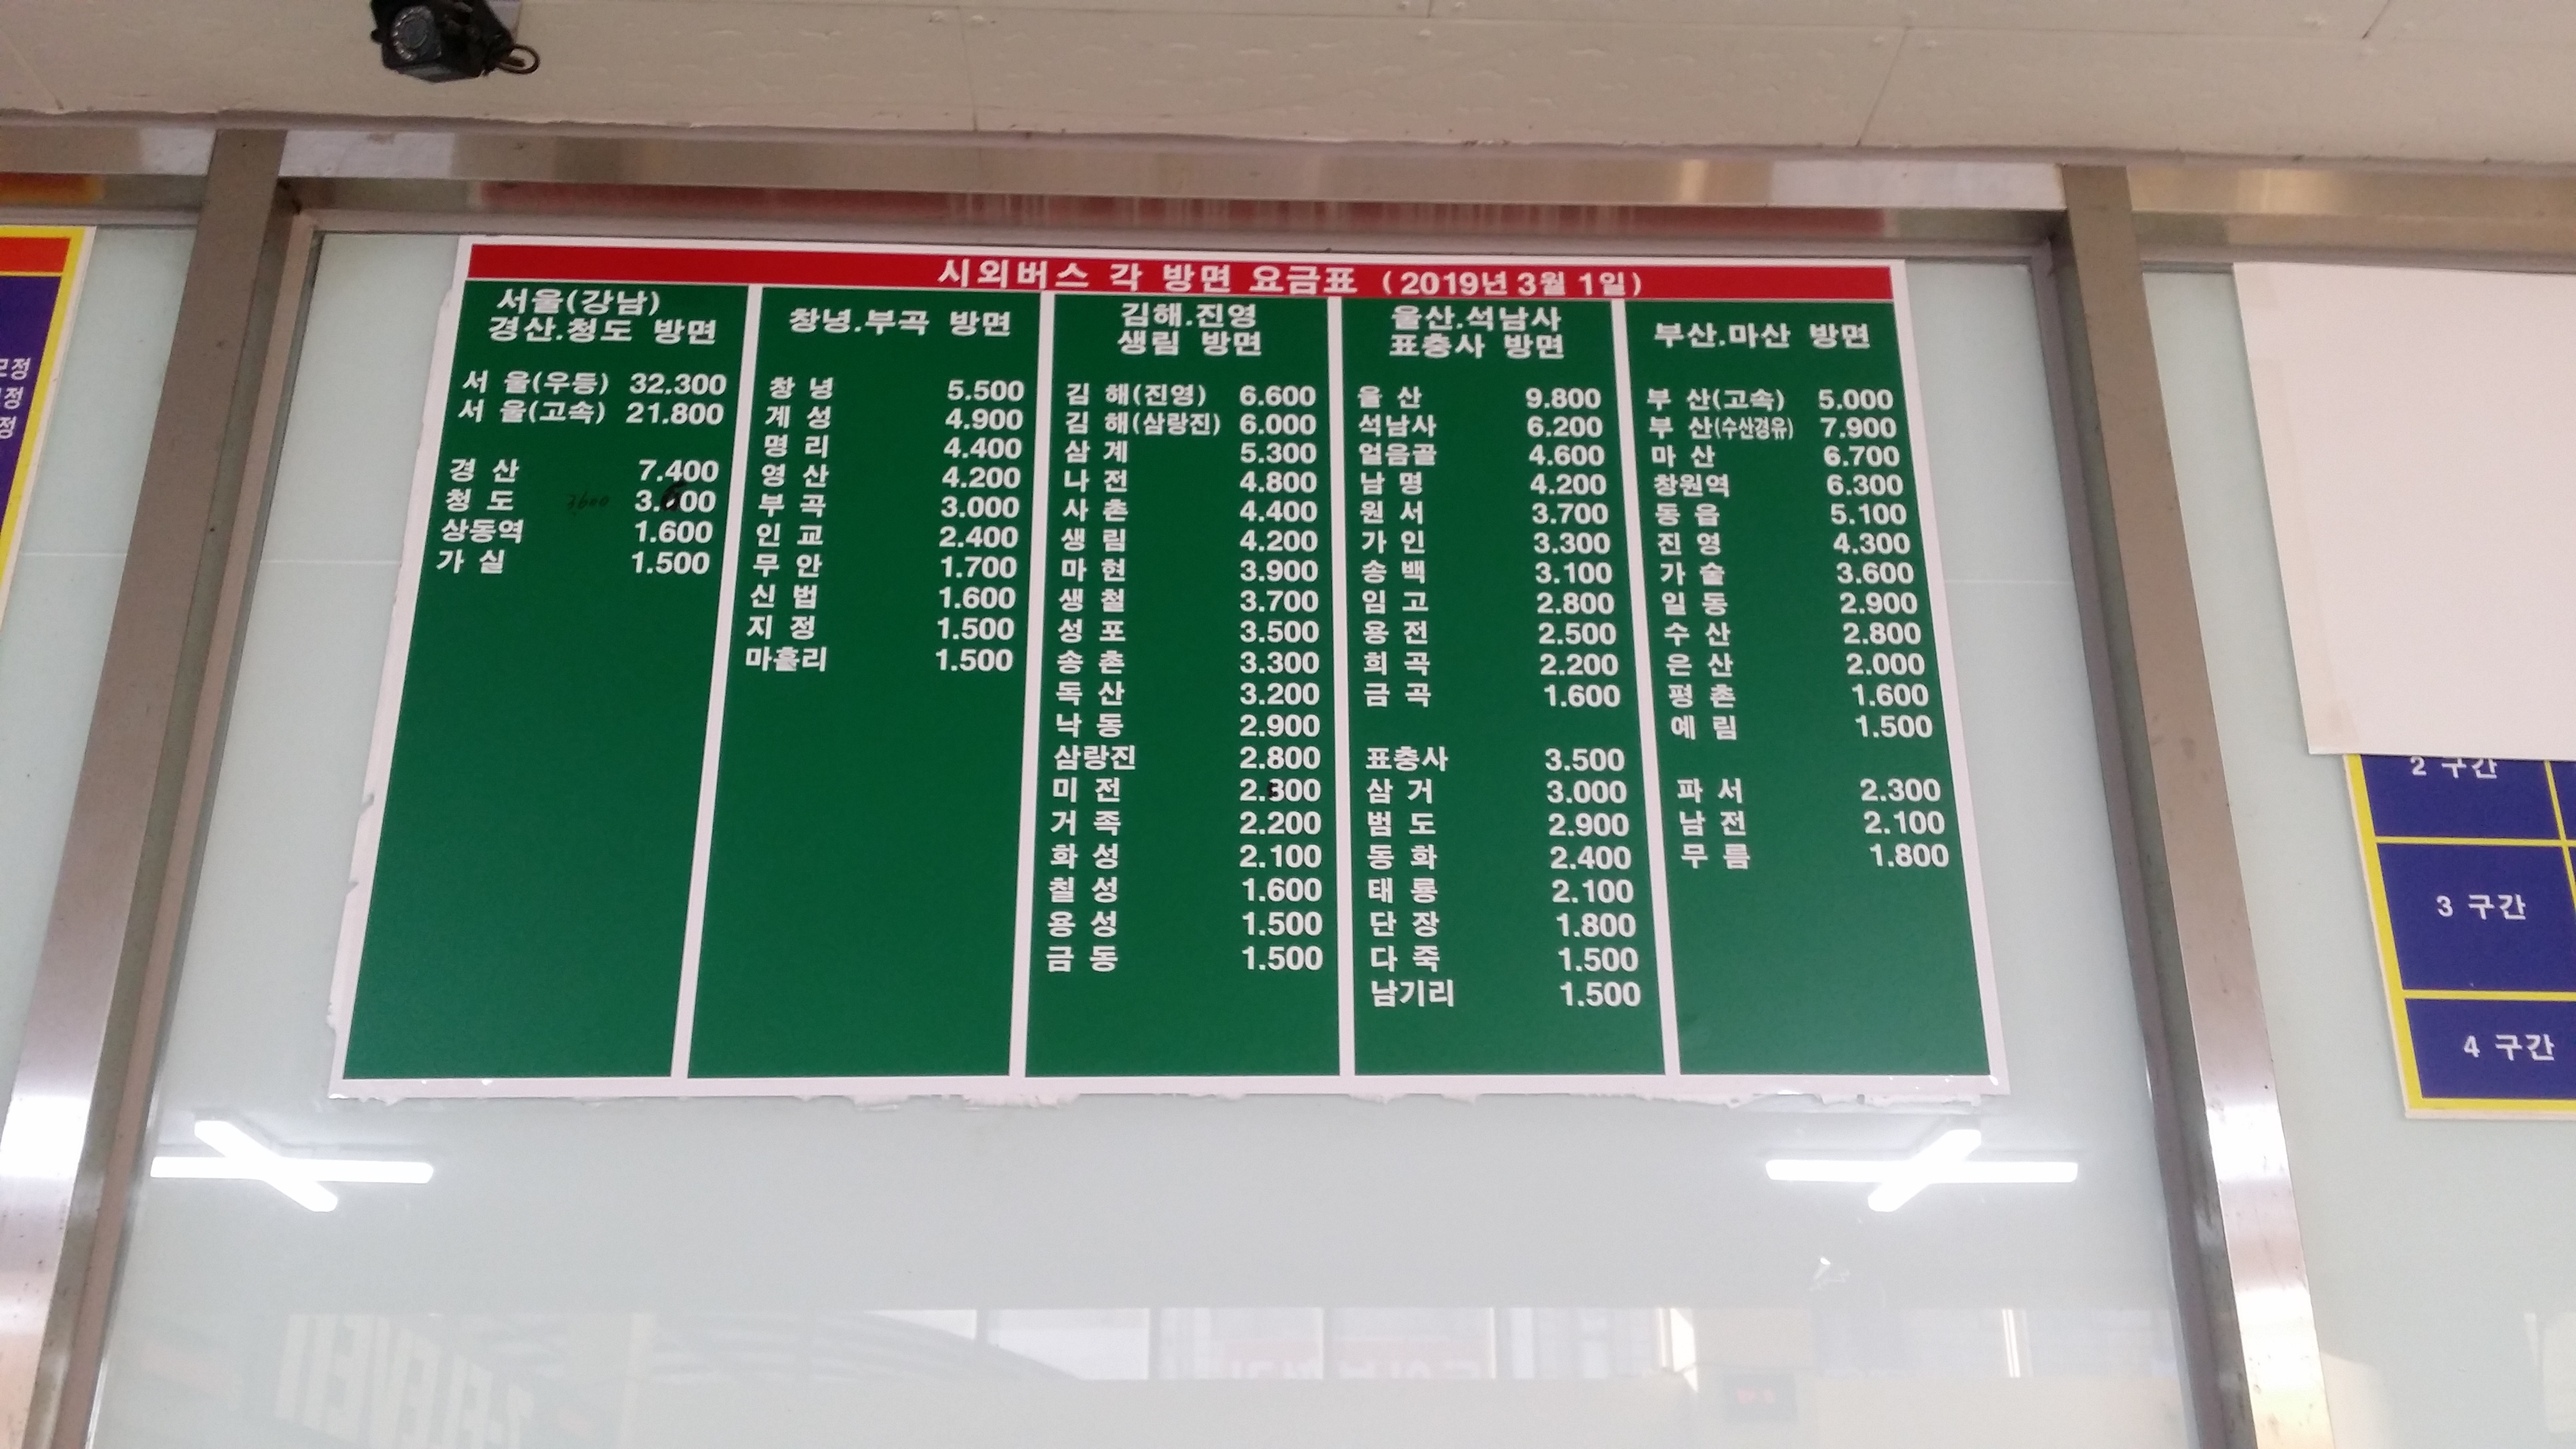 시외버스 각 방면 요금표 (2019년 3월 1일)
서울(강남)
경산.청도 방면
서 울(우등) 32.300
서 울(고속) 21.800
경 산 7.400
청 도 3600 3.600
상동역 1.600
가 실 1.500
창녕.부곡 방면
창 녕 5.500
계 성 4.900
명 리 4.400
영 산 4.200
부 곡 3.000
인 교 2.400
무 안 1.700
신 법 1.600
지 정 1.500
마흘리 1.500
김해.진영
생림 방면
김 해(진영) 6.600
김 해(삼랑진) 6.000
삼 계 5.300
나 전 4.800
사 촌 4.400
생 림 4.200
마 현 3.900
생 철 3.700
성 포 3.500
송 촌 3.300
독 산 3.200
낙 동 2.900
삼랑진 2.800
미 전
거 족 2.200
화 성 2.100
칠 성 1.600
용 성 1.500
금 동 1.500
울산.석남사
표충사 방면
울 산 9.800
석남사 6.200
얼음골 4.600
남 명 4.200
원 서 3.700
가 인 3.300
송 백 3.100
임 고 2.800
용 전 2.500
희 곡 2.200
금 곡 1.600
표충사 3.500
삼 거 3.000
범 도 2.900
동 화 2.400
태 룡 2.100
단 장 1.800
다 죽 1.500
남기리 1.500
부산.마산 방면
부 산(고속) 5.000
부 산(수산경유) 7.900
마 산 6.700
창원역 6.300
동 읍 5.100
진 영 4.300
가 술 3.600
일 동 2.900
수 산 2.800
은 산 2.000
평 촌 1.600
예 림 1.500
파 서 2.300
남 전 2.100
무 름 1.800
2 구간
3 구간
4 구간